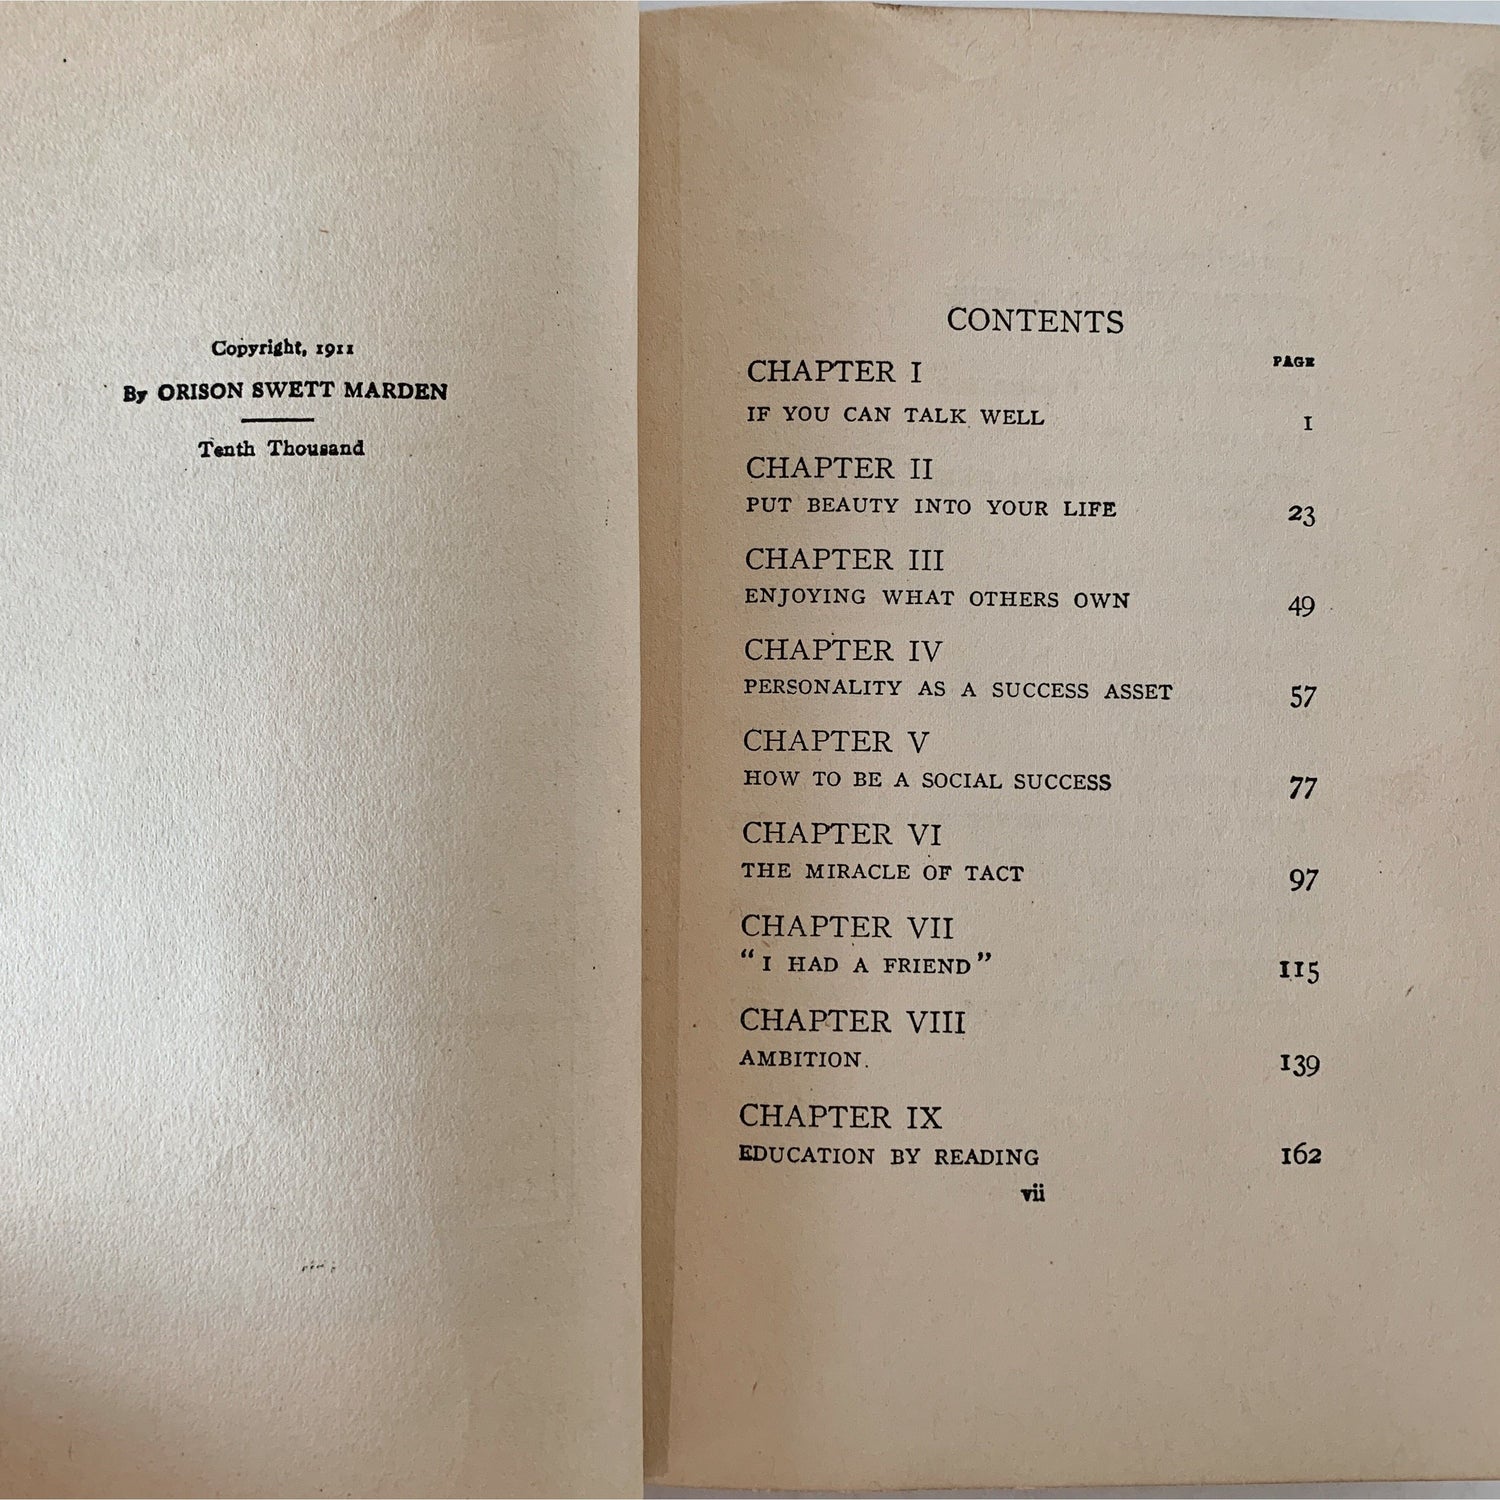 Copyright, 1911
By ORISON SWETT MARDEN
Tenth Thousand
CONTENTS
PAGE
CHAPTER I
IF YOU CAN TALK WELL 1
CHAPTER II
PUT BEAUTY INTO YOUR LIFE 23
CHAPTER III
ENJOYING WHAT OTHERS OWN 49
CHAPTER IV
PERSONALITY AS A SUCCESS ASSET 57
CHAPTER V
HOW TO BE A SOCIAL SUCCESS 77
CHAPTER VI
THE MIRACLE OF TACT 97
CHAPTER VII
“I HAD A FRIEND” 115
CHAPTER VIII
AMBITION. 139
CHAPTER IX
EDUCATION BY READING 162
vii